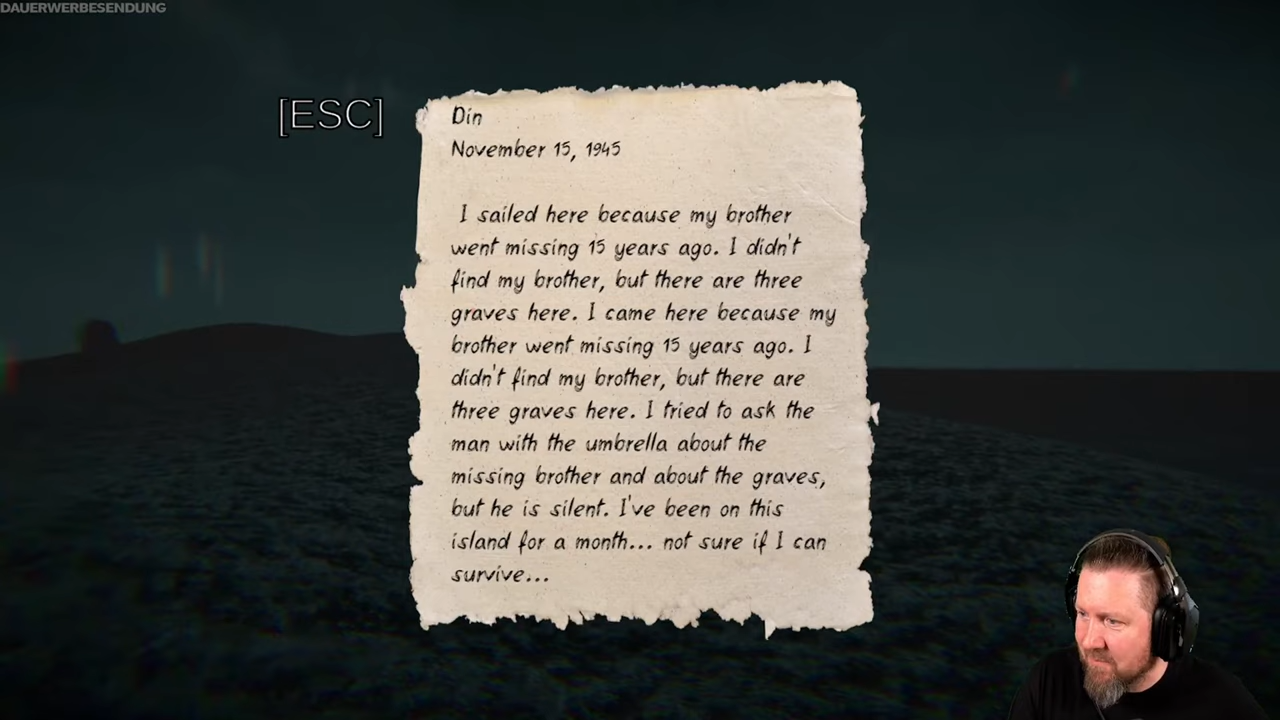 DAUERWERBESENDUNG
[ESC]
Din
November 15, 1945
I sailed here because my brother
went missing 15 years ago. I didn't
find my brother, but there are three
graves here. I came here because my
brother went missing 15 years ago. I
didn't find my brother, but there are
three graves here. I tried to ask the
man with the umbrella about the
missing brother and about the graves,
but he is silent. I've been on this
island for a month... not sure if I can
survive...